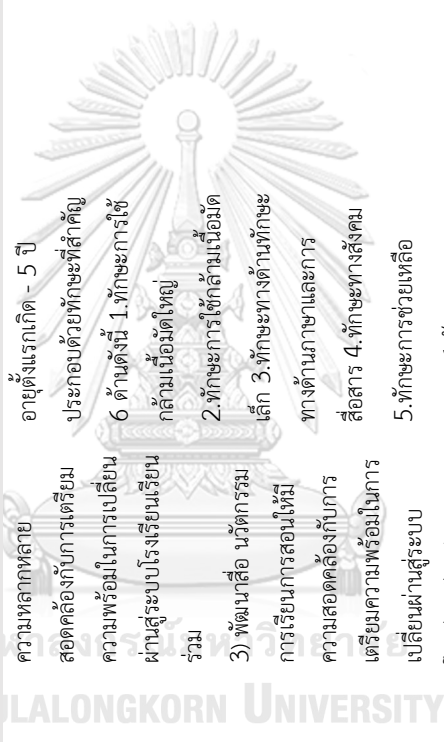 ความหลากหลาย
สอดคล้องกับการเตรียม
ความพร้อมในการเปลี่ยน
ผ่านสู่ระบบโรงเรียนเรียน
ร่วม
3) พัฒนาสื่อ นวัตกรรม
การเรียนการสอนให้มี
ความสอดคล้องกับการ
เตรียมความพร้อมในการ
เปลี่ยนผ่านสู่ระบบ
อายุตั้งแรกเกิด - 5 ปี
ประกอบด้วยทักษะที่สำคัญ
6 ด้านดังนี้ 1.ทักษะการใช้
กล้ามเนื้อมัดใหญ่
2.ทักษะการใช้กล้ามเนื้อมัด
เล็ก 3.ทักษะทางด้านทักษะ
ทางด้านภาษาและการ
สื่อสาร 4.ทักษะทางสังคม
5.ทักษะการช่วยเหลือ
ULALONGKORN UNIVERSITY